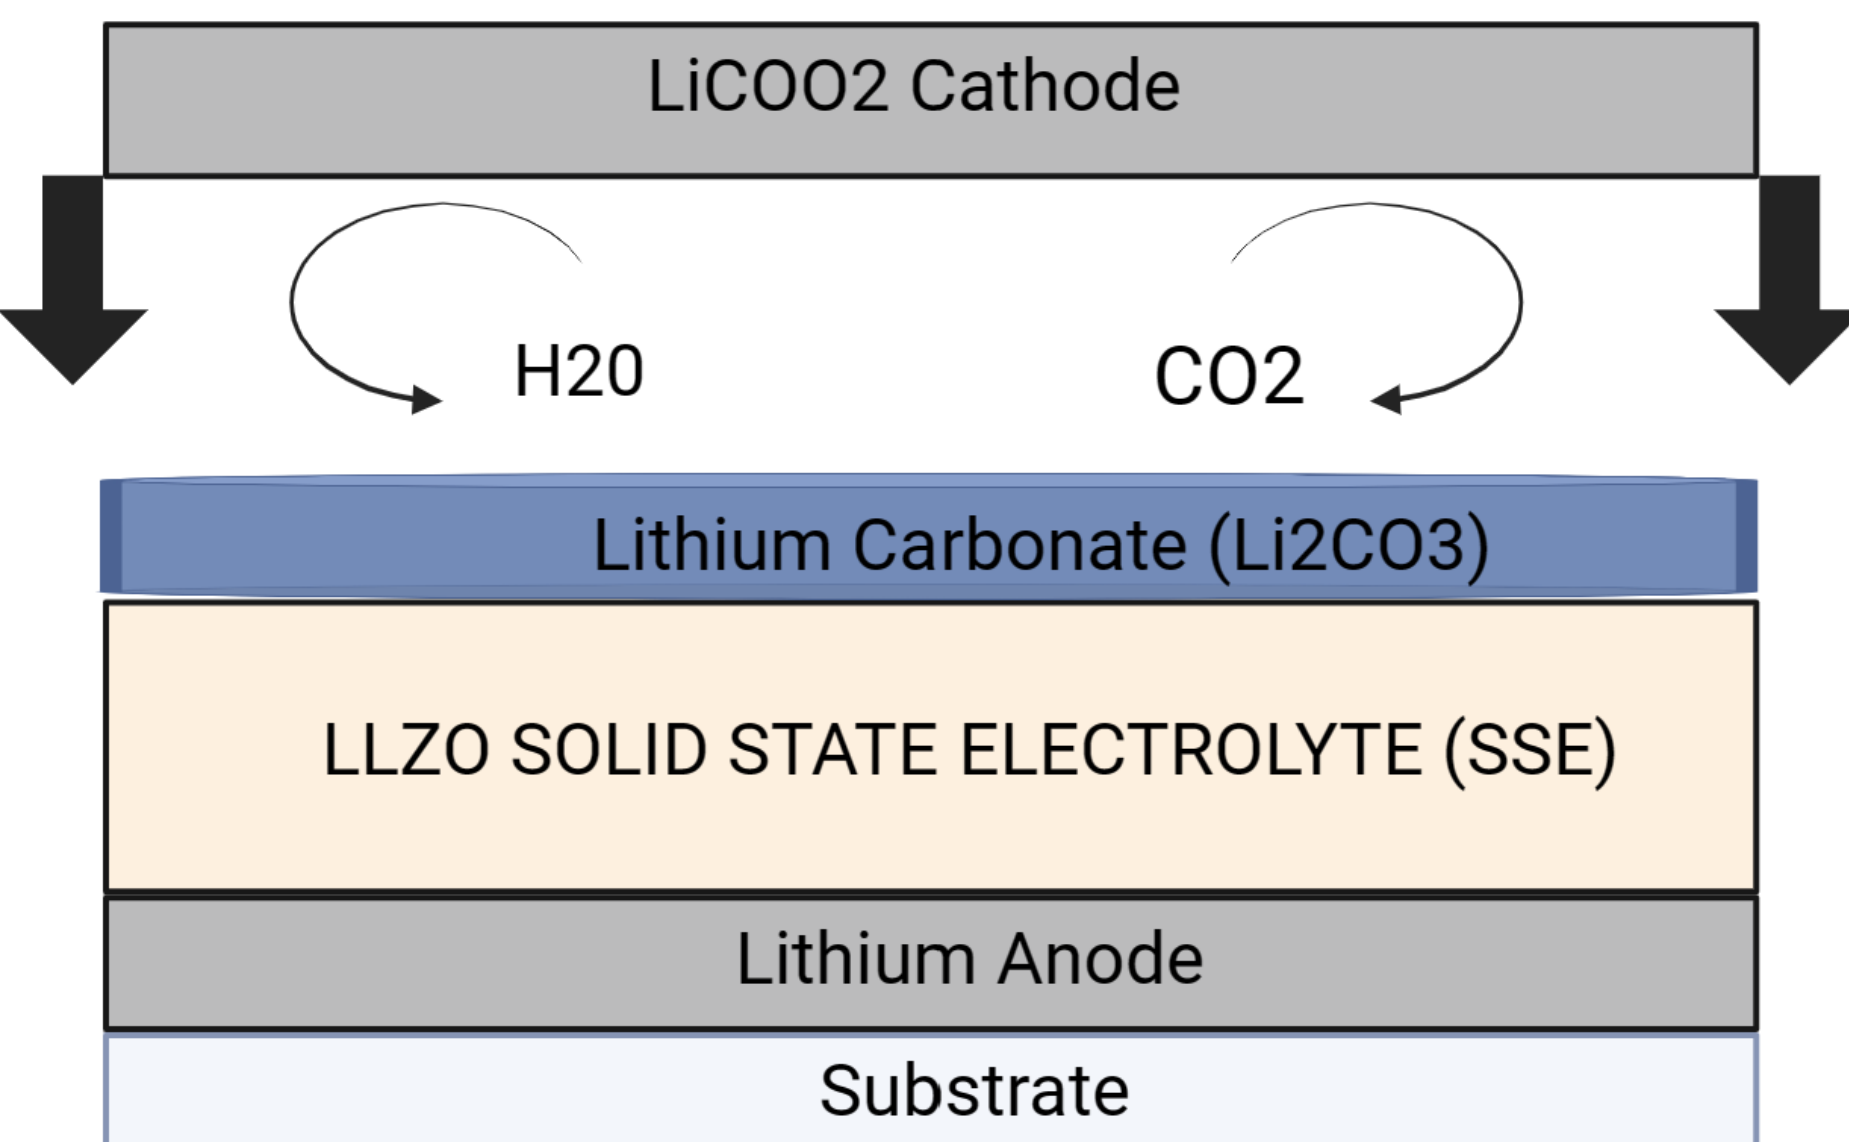 LiCOO2 Cathode
H20
CO2
Lithium Carbonate (Li2CO3)
LLZO SOLID STATE ELECTROLYTE (SSE)
Lithium Anode
Substrate